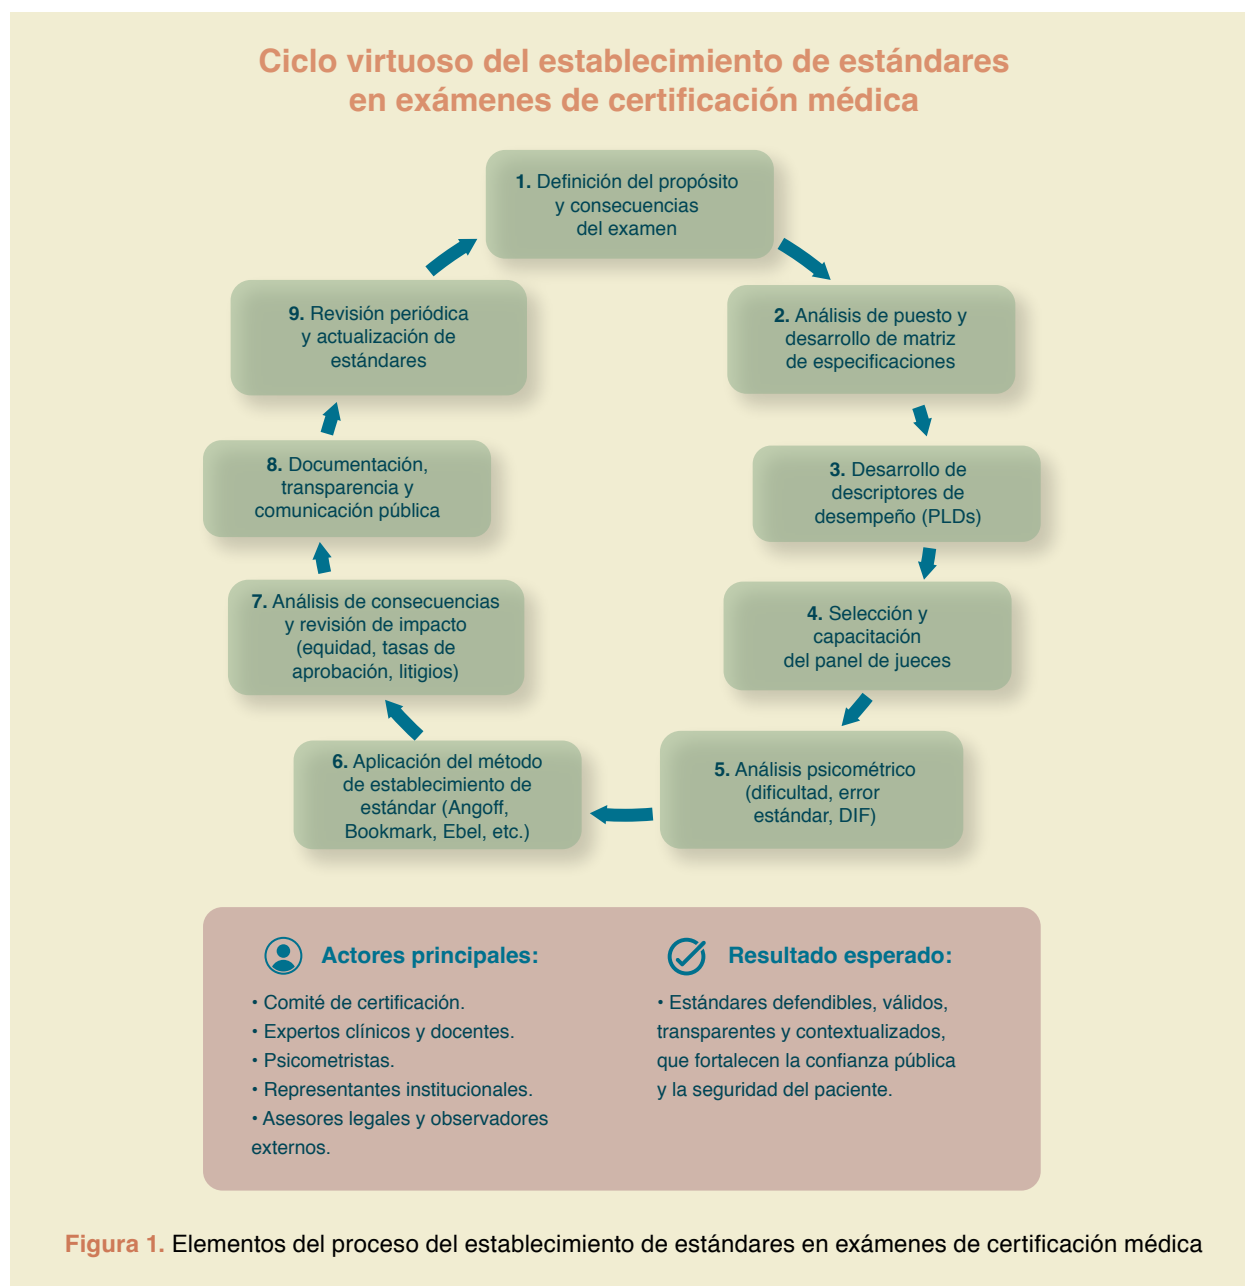 Ciclo virtuoso del establecimiento de estándares
en exámenes de certificación médica
1. Definición del propósito
y consecuencias
del examen
2. Análisis de puesto y
desarrollo de matriz
de especificaciones
3. Desarrollo de
descriptores de
desempeño (PLDs)
4. Selección y
capacitación
del panel de jueces
5. Análisis psicométrico
(dificultad, error
estándar, DIF)
6. Aplicación del método
de establecimiento de
estándar (Angoff,
Bookmark, Ebel, etc.)
7. Análisis de consecuencias
y revisión de impacto
(equidad, tasas de
aprobación, litigios)
8. Documentación,
transparencia y
comunicación pública
9. Revisión periódica
y actualización de
estándares
Actores principales:
• Comité de certificación.
• Expertos clínicos y docentes.
• Psicometristas.
• Representantes institucionales.
• Asesores legales y observadores
externos.
Resultado esperado:
• Estándares defendibles, válidos,
transparentes y contextualizados,
que fortalecen la confianza pública
y la seguridad del paciente.
Figura 1. Elementos del proceso del establecimiento de estándares en exámenes de certificación médica